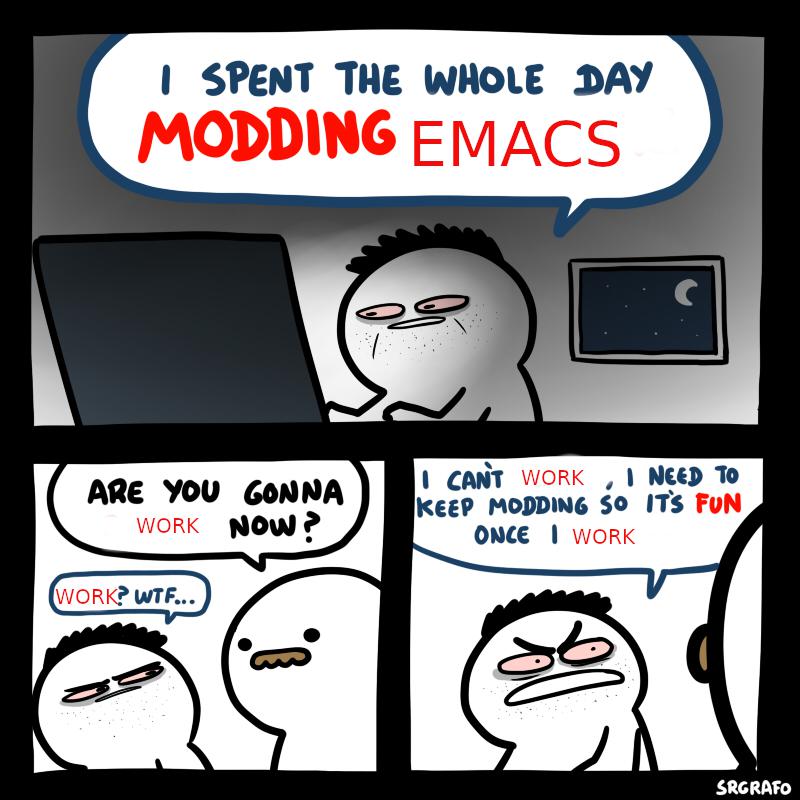 I SPENT THE WHOLE DAY
MODDING EMACS
ARE YOU GONNA
WORK NOW?
WORK? WTF...
I CAN'T WORK, I NEED TO
KEEP MODDING SO IT'S FUN
ONCE I WORK
SRGRAFO